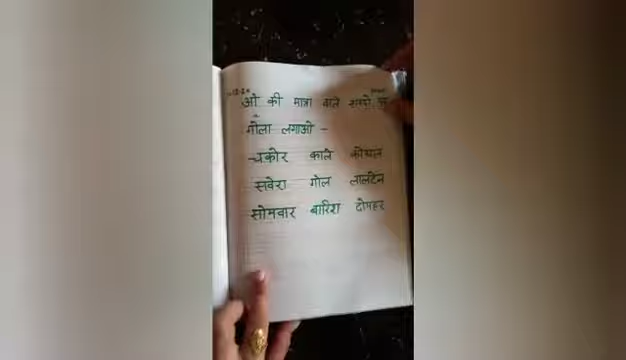 ओ की मात्रा वाले शब्दो पर
गोला लगाओ -
चकोर काले कोयल
सवेरा गोल लालटेन
सोमवार बारिश दोपहर